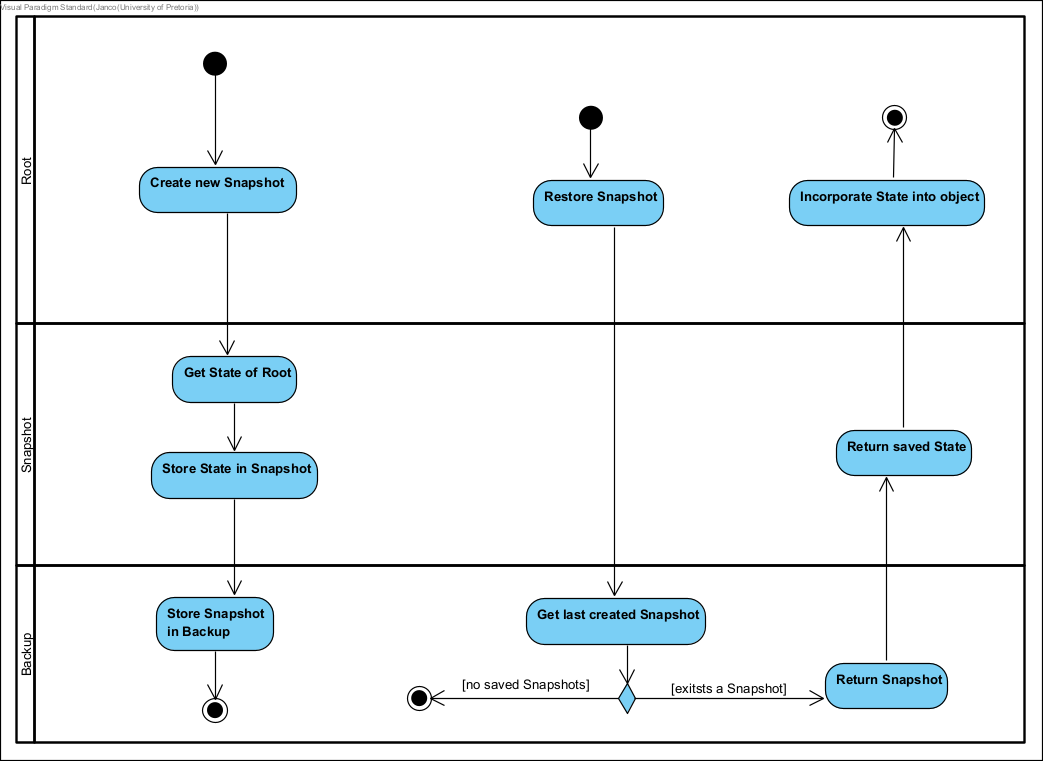 Visual Paradigm Standard(Janco(University of Pretoria))
Root
Create new Snapshot
Restore Snapshot
Incorporate State into object
Snapshot
Get State of Root
Store State in Snapshot
Return saved State
Backup
Store Snapshot
in Backup
Get last created Snapshot
[no saved Snapshots]
[exitsts a Snapshot]
Return Snapshot